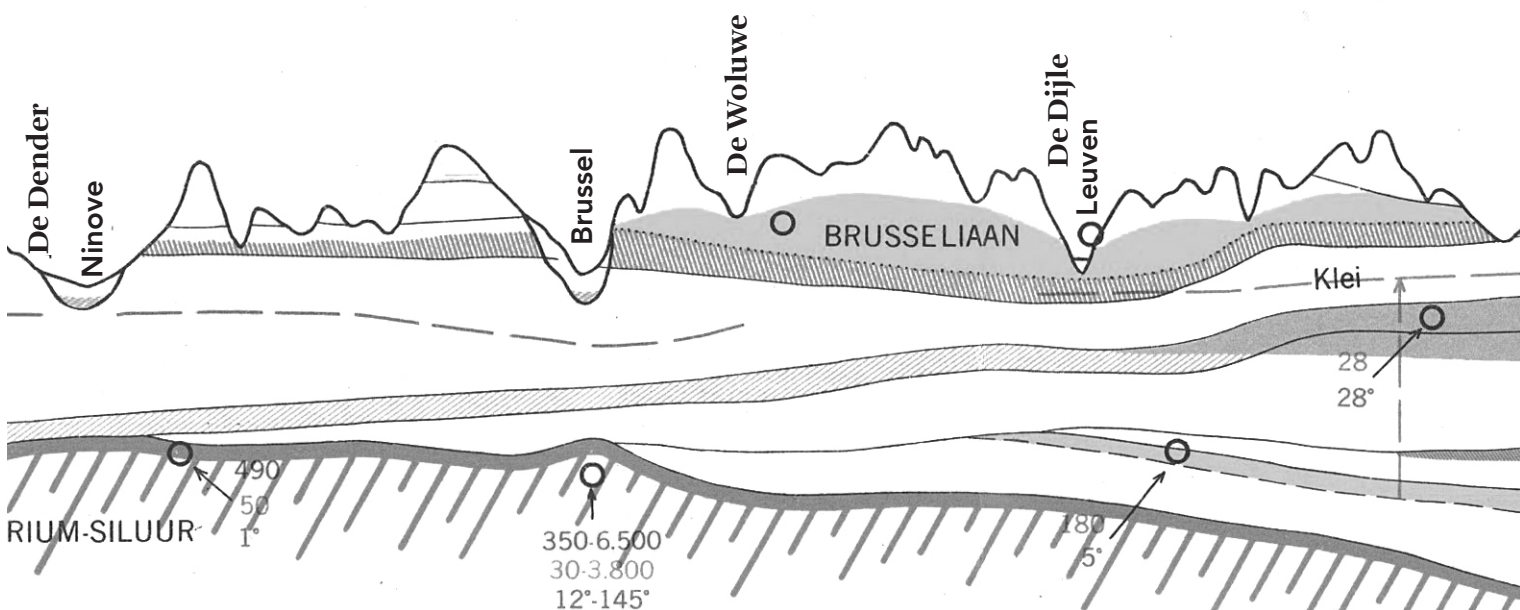 De Dender
Ninove
Brussel
De Woluwe
De Dijle
Leuven
BRUSSELIAAN
Klei
28
28°
490
50
1°
RIUM-SILUUR
350-6.500
30-3.800
12°-145°
180
5°